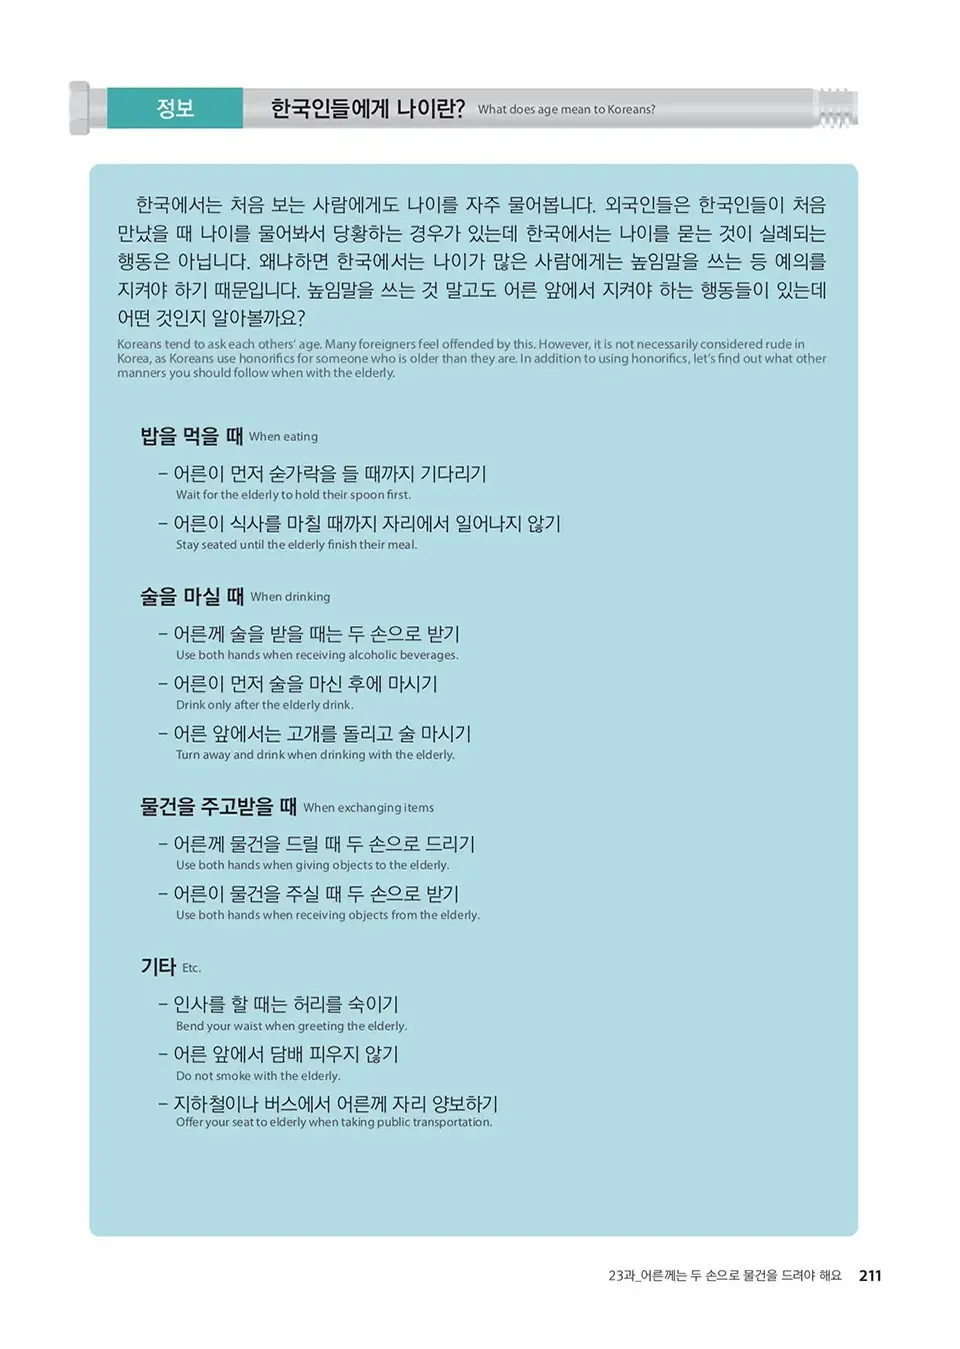 정보
한국인들에게 나이란? What does age mean to Koreans?
한국에서는 처음 보는 사람에게도 나이를 자주 물어봅니다. 외국인들은 한국인들이 처음
만났을 때 나이를 물어봐서 당황하는 경우가 있는데 한국에서는 나이를 묻는 것이 실례되는
행동은 아닙니다. 왜냐하면 한국에서는 나이가 많은 사람에게는 높임말을 쓰는 등 예의를
지켜야 하기 때문입니다. 높임말을 쓰는 것 말고도 어른 앞에서 지켜야 하는 행동들이 있는데
어떤 것인지 알아볼까요?
Koreans tend to ask each others' age. Many foreigners feel offended by this. However, it is not necessarily considered rude in
Korea, as Koreans use honorifics for someone who is older than they are. In addition to using honorifics, let's find out what other
manners you should follow when with the elderly.
밥을 먹을 때 When eating
– 어른이 먼저 숟가락을 들 때까지 기다리기
Wait for the elderly to hold their spoon first.
– 어른이 식사를 마칠 때까지 자리에서 일어나지 않기
Stay seated until the elderly finish their meal.
술을 마실 때 When drinking
– 어른께 술을 받을 때는 두 손으로 받기
Use both hands when receiving alcoholic beverages.
– 어른이 먼저 술을 마신 후에 마시기
Drink only after the elderly drink.
– 어른 앞에서는 고개를 돌리고 술 마시기
Turn away and drink when drinking with the elderly.
물건을 주고받을 때 When exchanging items
– 어른께 물건을 드릴 때 두 손으로 드리기
Use both hands when giving objects to the elderly.
– 어른이 물건을 주실 때 두 손으로 받기
Use both hands when receiving objects from the elderly.
기타 Etc.
– 인사를 할 때는 허리를 숙이기
Bend your waist when greeting the elderly.
– 어른 앞에서 담배 피우지 않기
Do not smoke with the elderly.
– 지하철이나 버스에서 어른께 자리 양보하기
Offer your seat to elderly when taking public transportation.
23과_어른께는 두 손으로 물건을 드려야 해요 211